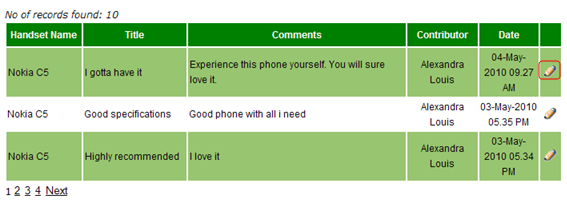 No of records found: 10
Handset Name Title Comments Contributor Date
Nokia C5 I gotta have it Experience this phone yourself. You will sure love it. Alexandra Louis 04-May-2010 09.27 AM
Nokia C5 Good specifications Good phone with all i need Alexandra Louis 03-May-2010 05.35 PM
Nokia C5 Highly recommended I love it Alexandra Louis 03-May-2010 05.34 PM
1 2 3 4 Next